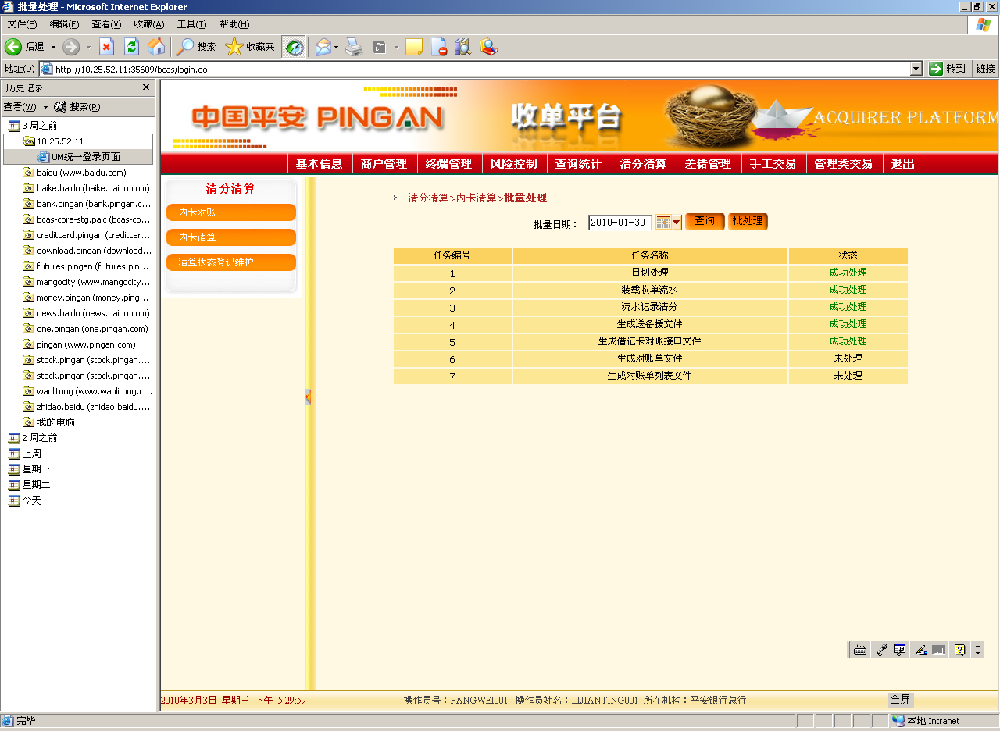 批量处理 - Microsoft Internet Explorer
文件(F) 编辑(E) 查看(V) 收藏(A) 工具(T) 帮助(H)
后退 搜索 收藏夹
地址(D) http://10.25.52.11:35609/bcas/login.do 转到 链接
历史记录
查看(W) 搜索(R)
3 周之前
10.25.52.11
UM统一登录页面
baidu (www.baidu.com)
baike.baidu (baike.baidu.com)
bank.pingan (bank.pingan.c...
bcas-core-stg.paic (bcas-co...
creditcard.pingan (creditcar...
download.pingan (download...
futures.pingan (futures.pin...
mangocity (www.mangocity...
money.pingan (money.ping...
news.baidu (news.baidu.com)
one.pingan (one.pingan.com)
pingan (www.pingan.com)
stock.pingan (stock.pingan....
stock.pingan (stock.pingan....
wanlitong (www.wanlitong.c...
zhidao.baidu (zhidao.baidu....
我的电脑
2 周之前
上周
星期一
星期二
今天
中国平安 PINGAN 收单平台 ACQUIRER PLATFORM
基本信息 商户管理 终端管理 风险控制 查询统计 清分清算 差错管理 手工交易 管理类交易 退出
清分清算
内卡对账
内卡清算
清算状态登记维护
清分清算>内卡清算>批量处理
批量日期： 2010-01-30 查询 批处理
任务编号 任务名称 状态
1 日切处理 成功处理
2 装载收单流水 成功处理
3 流水记录清分 成功处理
4 生成送备援文件 成功处理
5 生成借记卡对账接口文件 成功处理
6 生成对账单文件 未处理
7 生成对账单列表文件 未处理
2010年3月3日 星期三 下午 5:29:59 操作员号：PANGWEI001 操作员姓名：LIJIANTING001 所在机构：平安银行总行 全屏
完毕 本地 Intranet